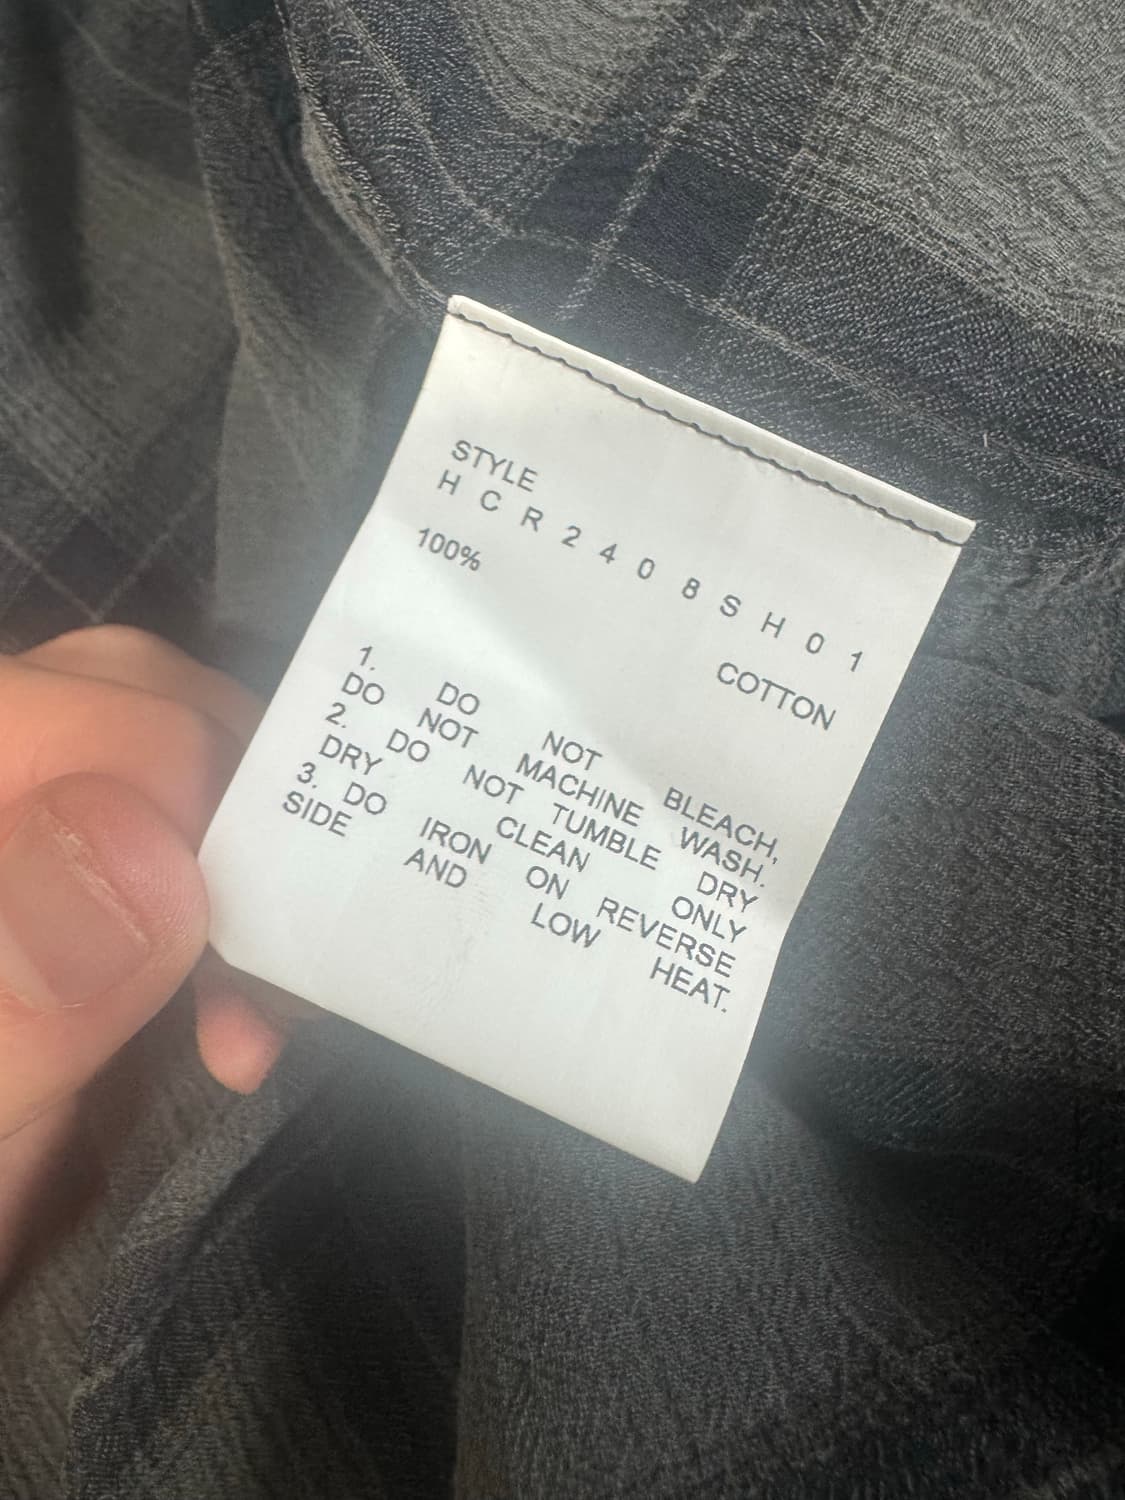 STYLE
H C R 2 4 0 8 S H 0 1
100% COTTON
1. DO NOT BLEACH,
DO NOT MACHINE WASH.
2. DO NOT TUMBLE DRY
DRY CLEAN ONLY
3. DO IRON ON REVERSE
SIDE AND LOW HEAT.